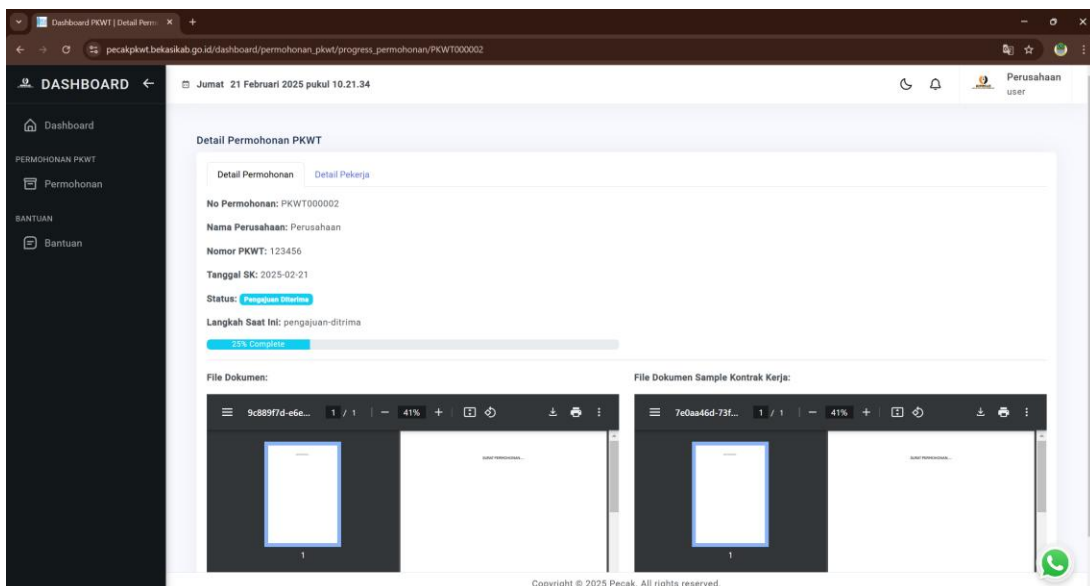 Dashboard PKWT | Detail Perm
pecakpkwt.bekasikab.go.id/dashboard/permohonan_pkwt/progress_permohonan/PKWT000002
DASHBOARD
Jumat 21 Februari 2025 pukul 10.21.34
Perusahaan
user
Dashboard
PERMOHONAN PKWT
Permohonan
BANTUAN
Bantuan
Detail Permohonan PKWT
Detail Permohonan
Detail Pekerja
No Permohonan: PKWT000002
Nama Perusahaan: Perusahaan
Nomor PKWT: 123456
Tanggal SK: 2025-02-21
Status: Pengajuan Diterima
Langkah Saat Ini: pengajuan-ditrima
25% Complete
File Dokumen:
9c889f7d-e6e... 1 / 1 41%
SURAT PERMOHONAN...
1
File Dokumen Sample Kontrak Kerja:
7e0aa46d-73f... 1 / 1 41%
SURAT PERMOHONAN...
1
Copyright © 2025 Pecak. All rights reserved.